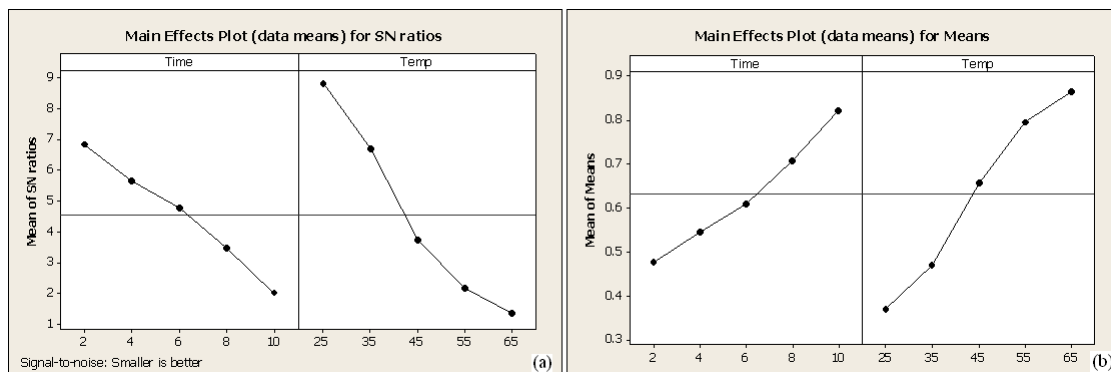 Main Effects Plot (data means) for SN ratios
Time Temp
Mean of SN ratios
9
8
7
6
5
4
3
2
1
2 4 6 8 10 25 35 45 55 65
Signal-to-noise: Smaller is better
(a)
Main Effects Plot (data means) for Means
Time Temp
Mean of Means
0.9
0.8
0.7
0.6
0.5
0.4
0.3
2 4 6 8 10 25 35 45 55 65
(b)